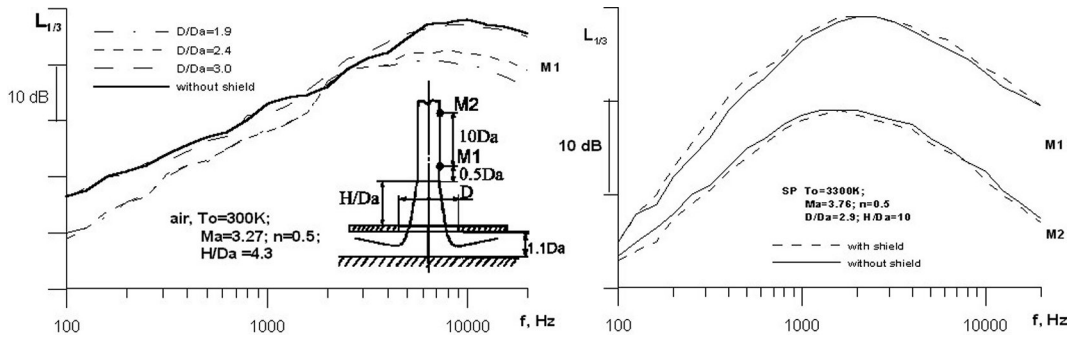 L1/3
D/Da=1.9
D/Da=2.4
D/Da=3.0
without shield
10 dB
M1
M2
10Da
M1
0.5Da
H/Da
D
1.1Da
air, To=300K;
Ma=3.27; n=0.5;
H/Da =4.3
100
1000
10000
f, Hz
L1/3
10 dB
M1
SP To=3300K;
Ma=3.76; n=0.5
D/Da=2.9; H/Da=10
M2
with shield
without shield
100
1000
10000
f, Hz